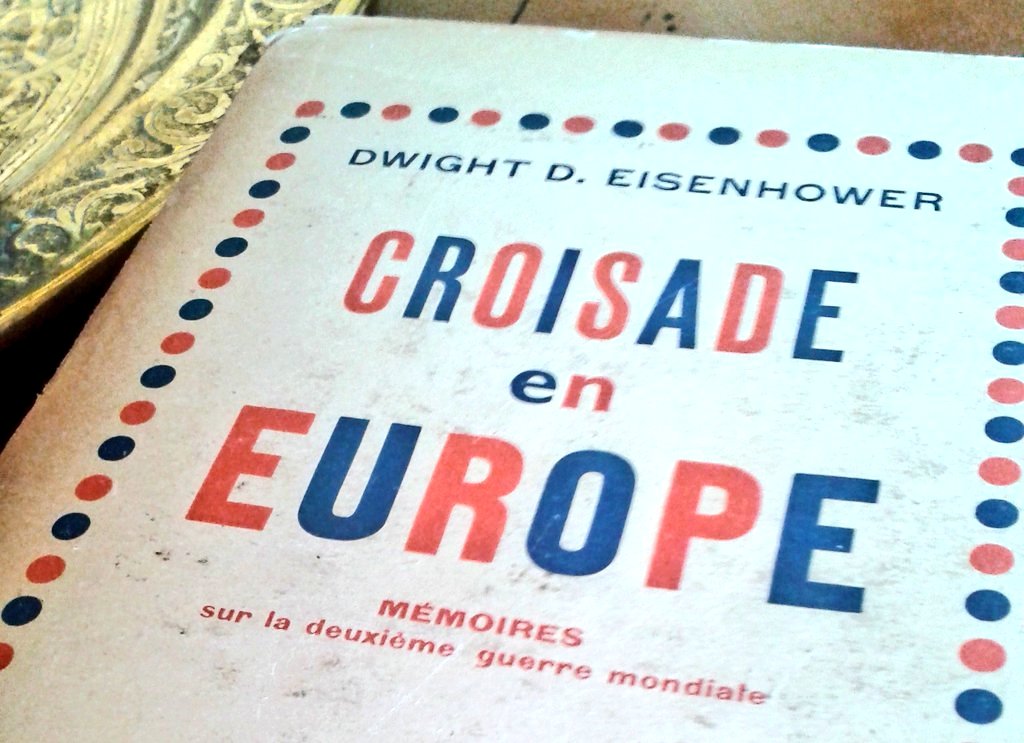 DWIGHT D. EISENHOWER
CROISADE
en
EUROPE
MÉMOIRES
sur la deuxième guerre mondiale